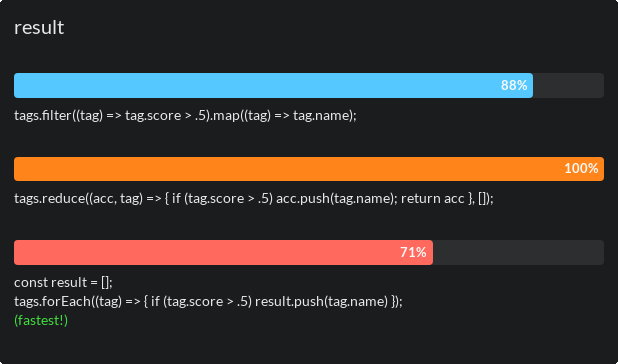 result
88%
tags.filter((tag) => tag.score > .5).map((tag) => tag.name);
100%
tags.reduce((acc, tag) => { if (tag.score > .5) acc.push(tag.name); return acc }, []);
71%
const result = [];
tags.forEach((tag) => { if (tag.score > .5) result.push(tag.name) });
(fastest!)